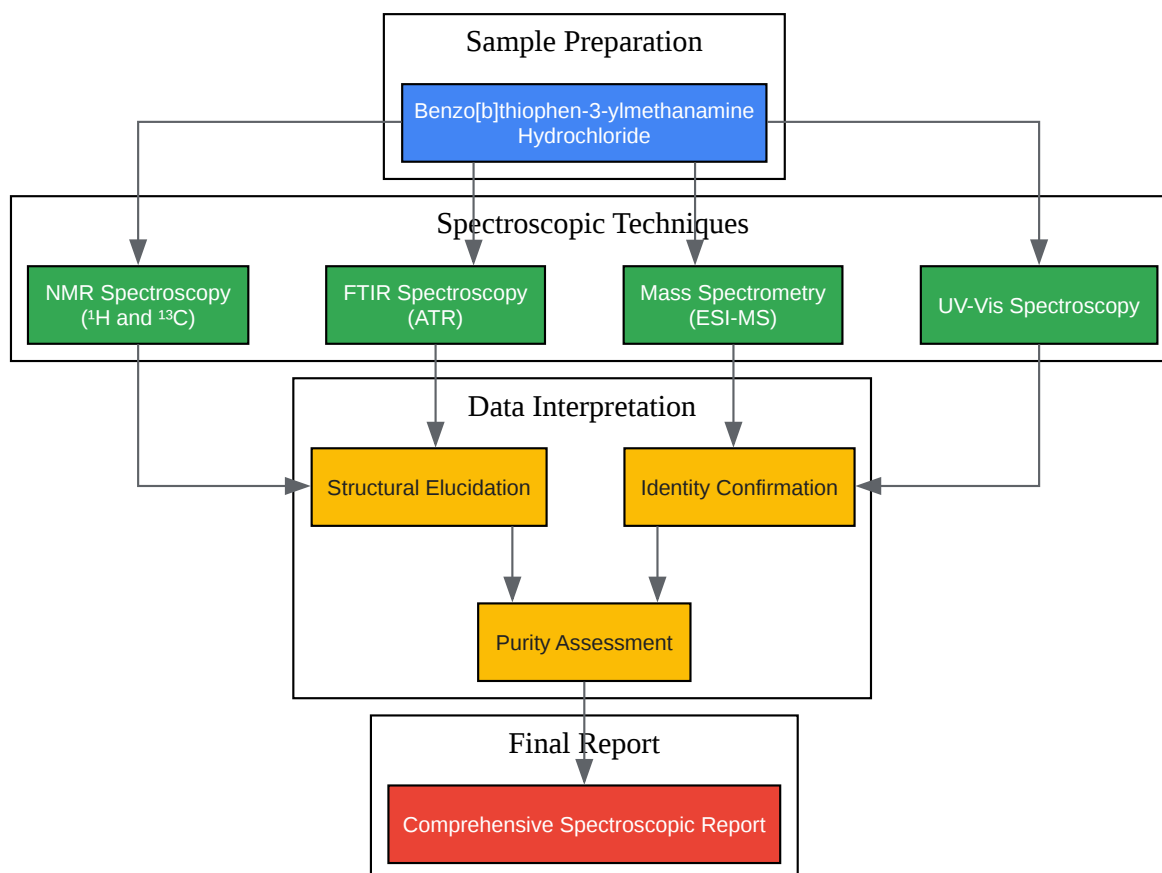 Sample Preparation
Benzo[b]thiophen-3-ylmethanamine
Hydrochloride
Spectroscopic Techniques
NMR Spectroscopy
(¹H and ¹³C)
FTIR Spectroscopy
(ATR)
Mass Spectrometry
(ESI-MS)
UV-Vis Spectroscopy
Data Interpretation
Structural Elucidation
Identity Confirmation
Purity Assessment
Final Report
Comprehensive Spectroscopic Report